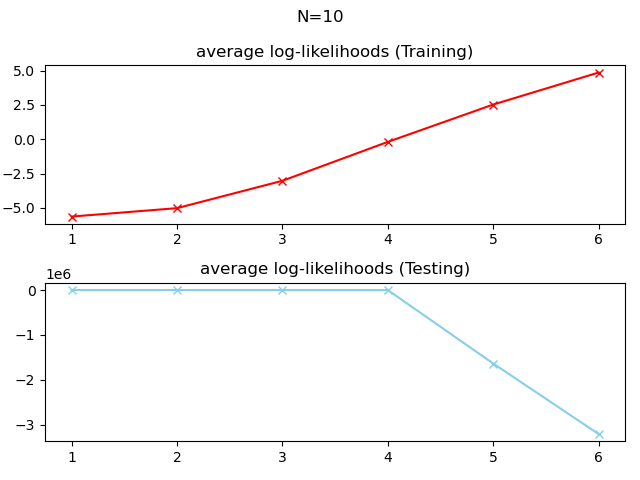 N=10
average log-likelihoods (Training)
5.0
2.5
0.0
−2.5
−5.0
1 2 3 4 5 6
average log-likelihoods (Testing)
1e6
0
−1
−2
−3
1 2 3 4 5 6